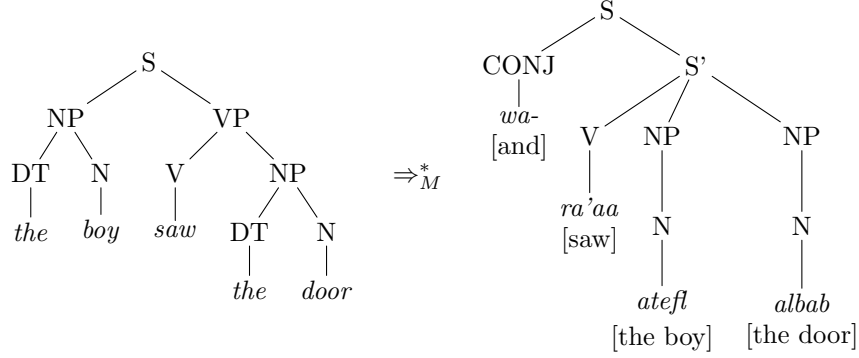 S
NP VP
DT N V NP
the boy saw DT N
the door
⇒*M
S
CONJ S'
wa-
[and]
V NP NP
ra'aa
[saw]
N N
atefl albab
[the boy] [the door]